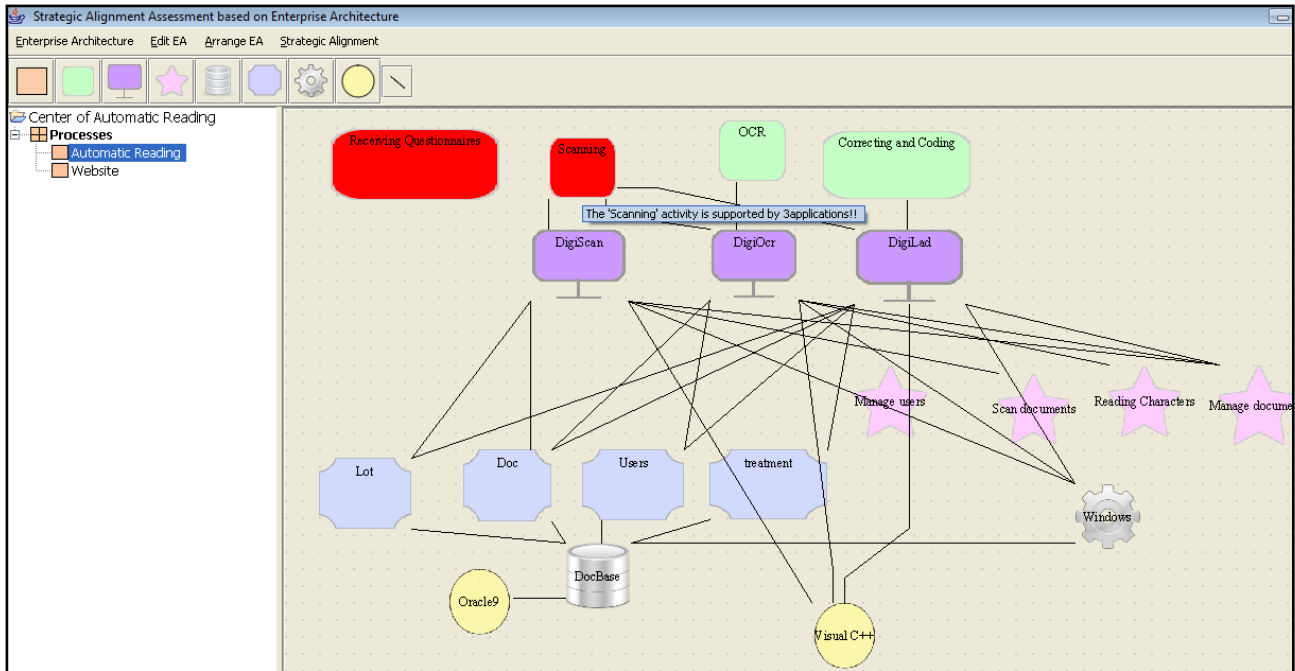 Strategic Alignment Assessment based on Enterprise Architecture
Enterprise Architecture Edit EA Arrange EA Strategic Alignment
Center of Automatic Reading
Processes
Automatic Reading
Website
Receiving Questionnaires
Scanning
OCR
Correcting and Coding
The 'Scanning' activity is supported by 3applications!!
DigiScan
DigiOcr
DigiLad
Manage users
Scan documents
Reading Characters
Manage docume
Lot
Doc
Users
treatment
Windows
DocBase
Oracle9
Visual C++